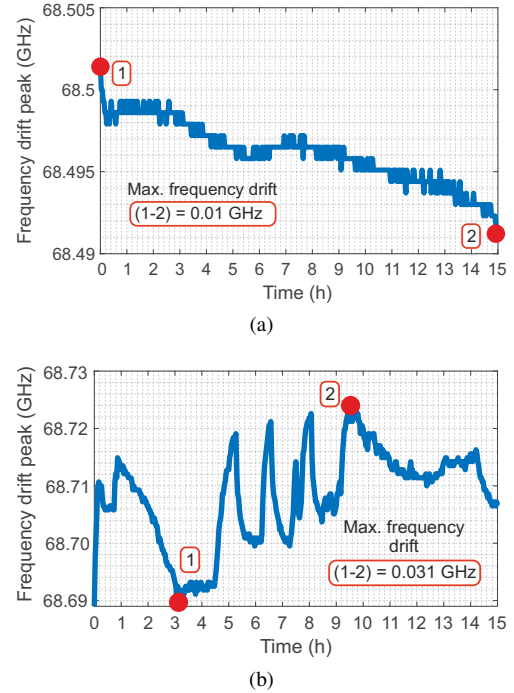 68.505
68.5
68.495
68.49
Frequency drift peak (GHz)
1
2
Max. frequency drift
(1-2) = 0.01 GHz
0 1 2 3 4 5 6 7 8 9 10 11 12 13 14 15
Time (h)
(a)
68.73
68.72
68.71
68.70
68.69
Frequency drift peak (GHz)
2
1
Max. frequency
drift
(1-2) = 0.031 GHz
0 1 2 3 4 5 6 7 8 9 10 11 12 13 14 15
Time (h)
(b)